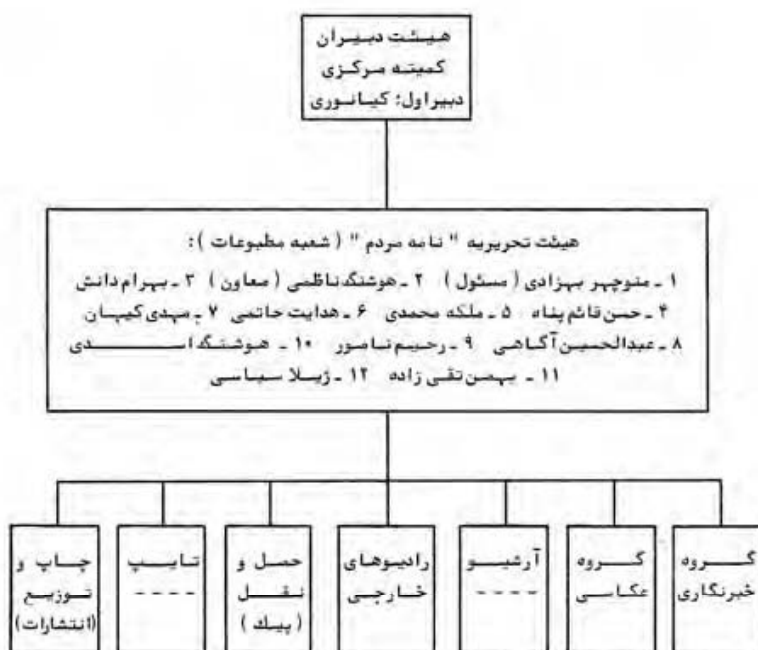 هیئت دبیران
کمیته مرکزی
دبیر اول: کیانوری
هیئت تحریریه " نامه مردم " ( شعبه مطبوعات ):
۱ - منوچهر بهزادی ( مسئول ) ۲ - هوشنگ ناظمی ( معاون ) ۳ - بهرام دانش
۴ - حسن قائم پناه ۵ - ملکه محمدی ۶ - هدایت حاتمی ۷ - مهدی کیهان
۸ - عبدالحسین آگاهی ۹ - رحیم نامور ۱۰ - هوشنگ اسدی
۱۱ - بهمن تقی زاده ۱۲ - ژیلا سیاسی
گروه
خبرنگاری
گروه
عکاسی
آرشیو
----
رادیوهای
خارجی
حمل و
نقل
( پیک )
تایپ
----
چاپ و
توزیع
(انتشارات)